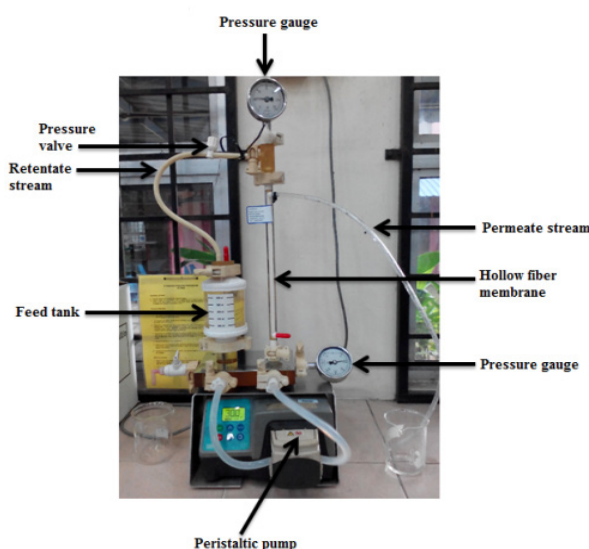 Pressure gauge
Pressure
valve
Retentate
stream
Permeate stream
Hollow fiber
membrane
Feed tank
Pressure gauge
Peristaltic pump